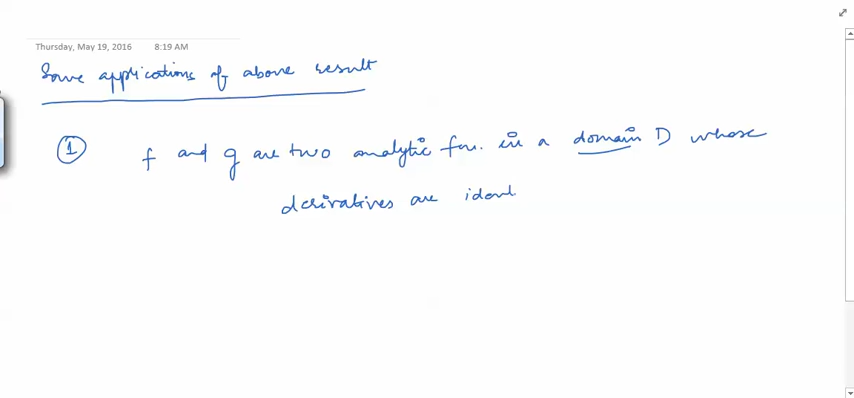 Thursday, May 19, 2016 8:19 AM
Some applications of above result
① f and g are two analytic fn. in a domain D whose
derivatives are ident